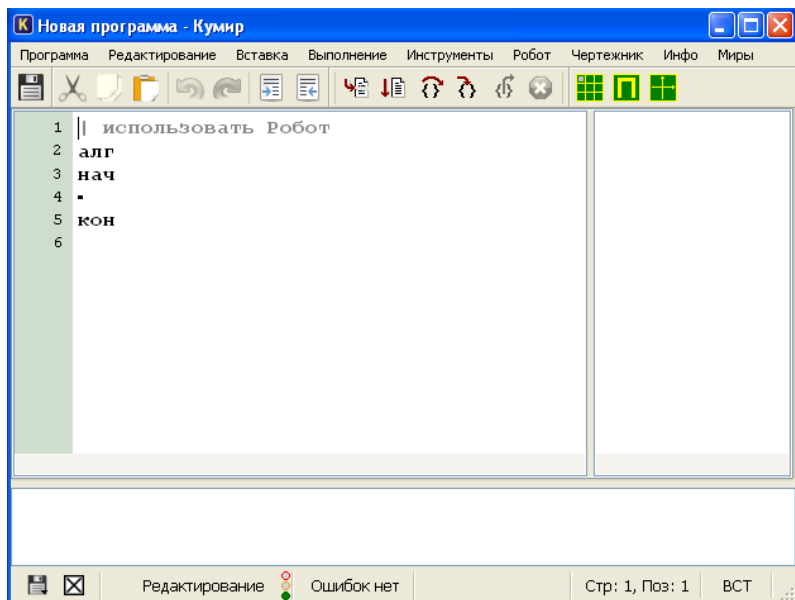 Новая программа - Кумир
Программа Редактирование Вставка Выполнение Инструменты Робот Чертежник Инфо Миры
1 | использовать Робот
2 алг
3 нач
4
5 кон
6
Редактирование Ошибок нет Стр: 1, Поз: 1 ВСТ